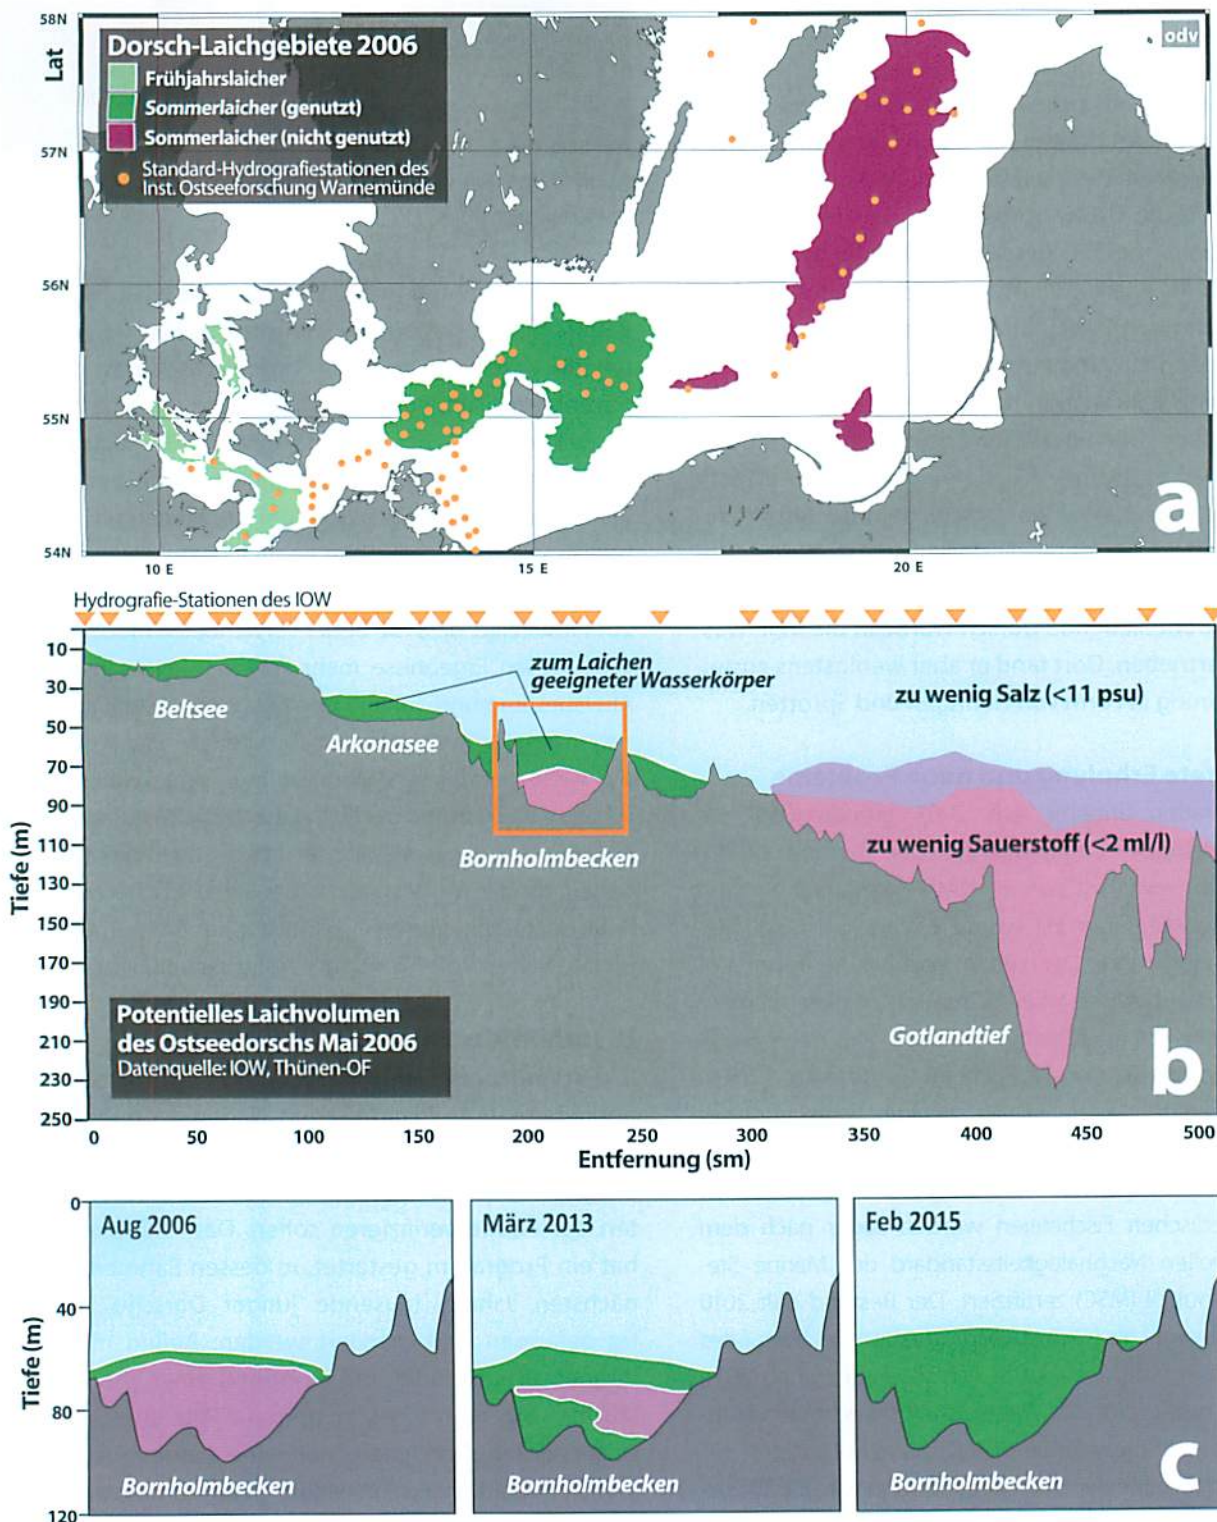 58N
Lat
57N
56N
55N
54N
10 E
15 E
20 E
odv
Dorsch-Laichgebiete 2006
Frühjahrslaicher
Sommerlaicher (genutzt)
Sommerlaicher (nicht genutzt)
Standard-Hydrografiestationen des
Inst. Ostseeforschung Warnemünde
a
Hydrografie-Stationen des IOW
10
30
50
70
90
110
130
150
170
190
210
230
250
Tiefe (m)
Beltsee
Arkonasee
zum Laichen
geeigneter Wasserkörper
Bornholmbecken
zu wenig Salz (<11 psu)
zu wenig Sauerstoff (<2 ml/l)
Gotlandtief
Potentielles Laichvolumen
des Ostseedorschs Mai 2006
Datenquelle: IOW, Thünen-OF
b
0
50
100
150
200
250
300
350
400
450
500
Entfernung (sm)
0
40
80
120
Tiefe (m)
Aug 2006
Bornholmbecken
März 2013
Bornholmbecken
Feb 2015
Bornholmbecken
c